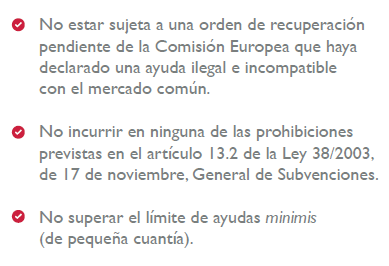 No estar sujeta a una orden de recuperación
pendiente de la Comisión Europea que haya
declarado una ayuda ilegal e incompatible
con el mercado común.
No incurrir en ninguna de las prohibiciones
previstas en el artículo 13.2 de la Ley 38/2003,
de 17 de noviembre, General de Subvenciones.
No superar el límite de ayudas minimis
(de pequeña cuantía).